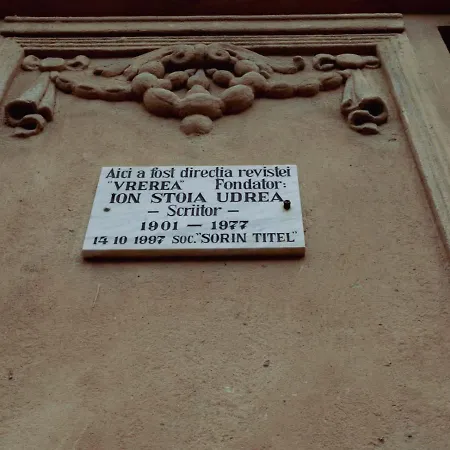 Aici a fost direcția revistei
"VREREA" Fondator:
ION STOIA UDREA
- Scriitor -
1901 - 1977
14 10 1997 SOC. "SORIN TITEL"